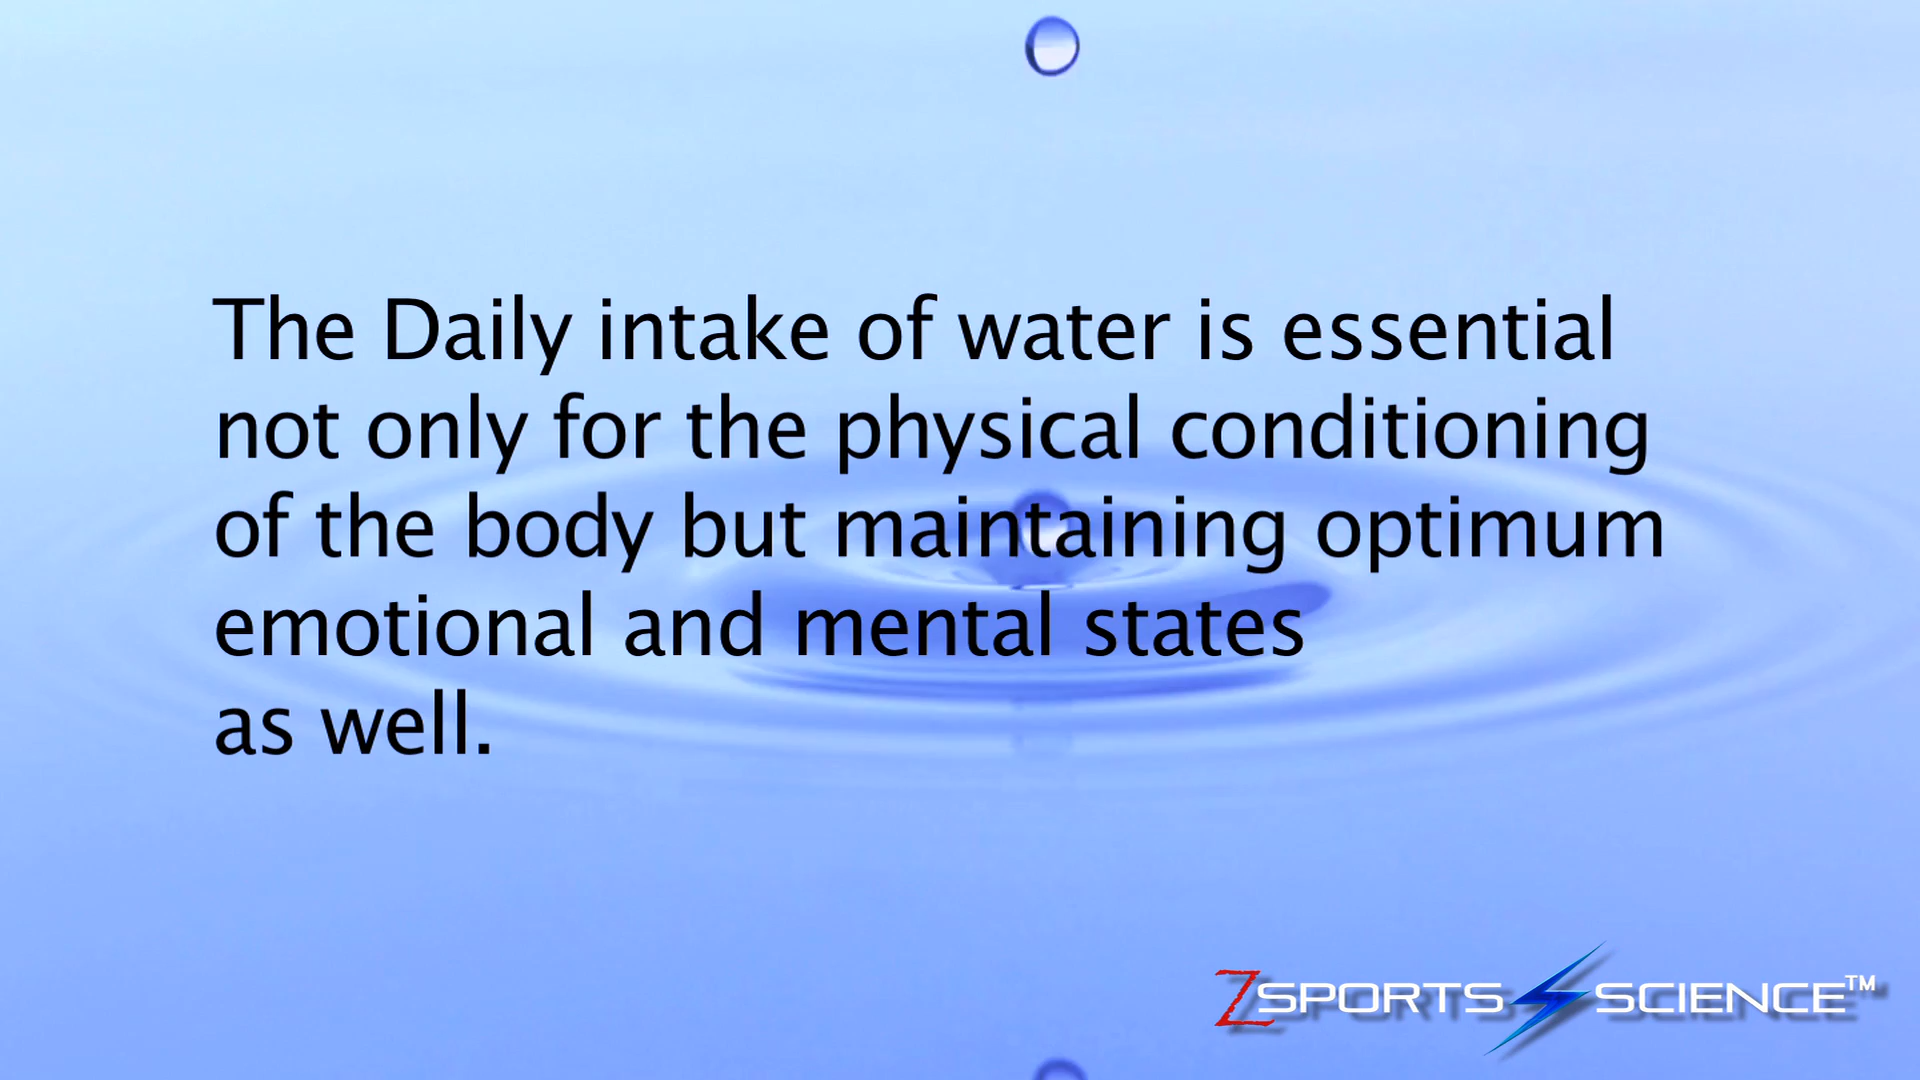 The Daily intake of water is essential
not only for the physical conditioning
of the body but maintaining optimum
emotional and mental states
as well.
ZSPORTS SCIENCE™